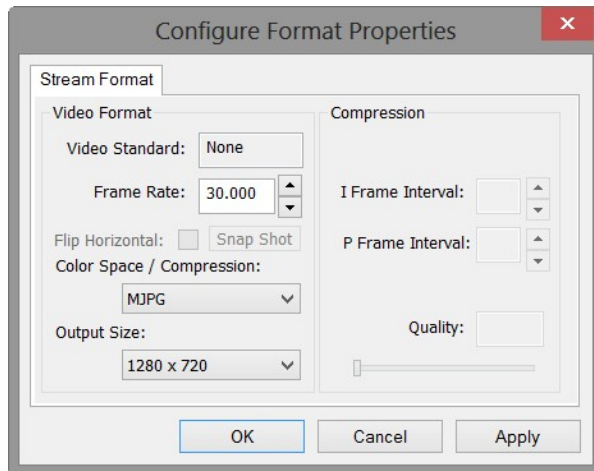 Configure Format Properties
Stream Format
Video Format
Video Standard: None
Frame Rate: 30.000
Flip Horizontal: Snap Shot
Color Space / Compression:
MJPG
Output Size:
1280 x 720
Compression
I Frame Interval:
P Frame Interval:
Quality:
OK Cancel Apply